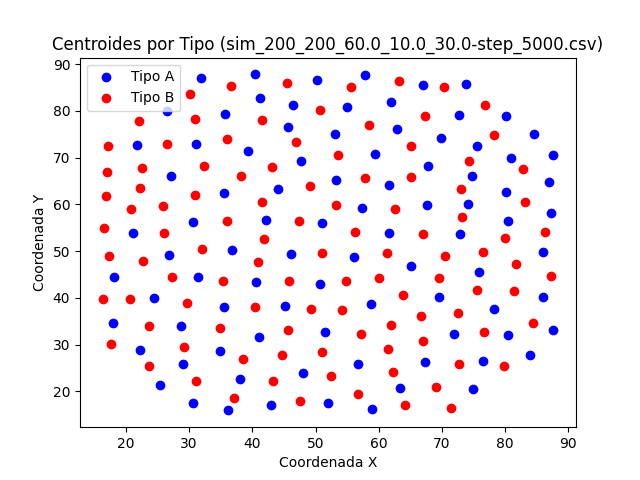 Centroides por Tipo (sim_200_200_60.0_10.0_30.0-step_5000.csv)
Tipo A
Tipo B
90
80
70
60
50
40
30
20
Coordenada Y
20 30 40 50 60 70 80 90
Coordenada X